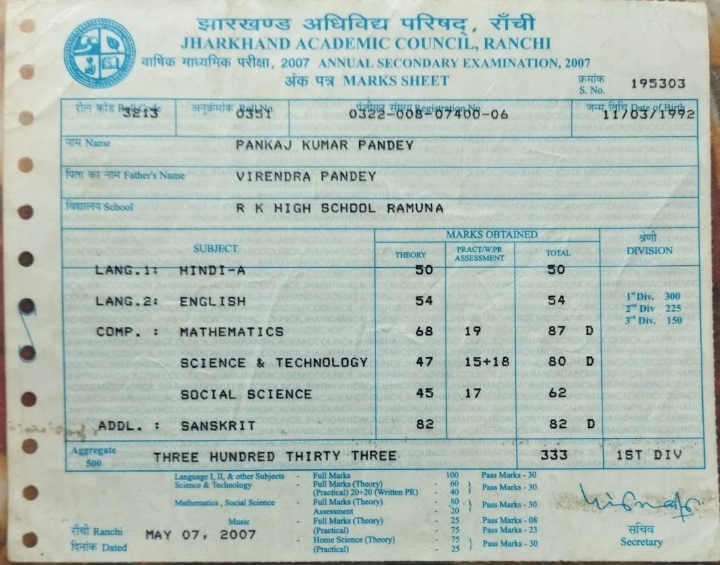 झारखण्ड अधिविद्य परिषद्, राँची
JHARKHAND ACADEMIC COUNCIL, RANCHI
वार्षिक माध्यमिक परीक्षा, 2007 ANNUAL SECONDARY EXAMINATION, 2007
अंक पत्र MARKS SHEET
क्रमांक S. No. 195303
रोल कोड Roll Code अनुक्रमांक Roll No. पंजीयन संख्या Registration No. जन्म तिथि Date of Birth
3213 0351 0322-008-07400-06 11/03/1992
नाम Name PANKAJ KUMAR PANDEY
पिता का नाम Father's Name VIRENDRA PANDEY
विद्यालय School R K HIGH SCHOOL RAMUNA
SUBJECT MARKS OBTAINED श्रेणी DIVISION
THEORY PRACT/W.PR ASSESSMENT TOTAL
LANG.1: HINDI-A 50 50
LANG.2: ENGLISH 54 54
1st Div. 300
2nd Div 225
3rd Div. 150
COMP. : MATHEMATICS 68 19 87 D
SCIENCE & TECHNOLOGY 47 15+18 80 D
SOCIAL SCIENCE 45 17 62
ADDL. : SANSKRIT 82 82 D
Aggregate 500 THREE HUNDRED THIRTY THREE 333 1ST DIV
Language I, II, & other Subjects - Full Marks 100 Pass Marks - 30
Science & Technology - Full Marks (Theory) 60
(Practical) 20+20 (Written PR) - 40 } Pass Marks - 30
Mathematics, Social Science - Full Marks (Theory) - 80
Assessment - 20 } Pass Marks - 30
Music - Full Marks (Theory) - 25 Pass Marks - 08
(Practical) - 75 Pass Marks - 23
- Home Science (Theory) - 75
(Practical) - 25 } Pass Marks - 30
राँची Ranchi
दिनांक Dated MAY 07, 2007
सचिव
Secretary